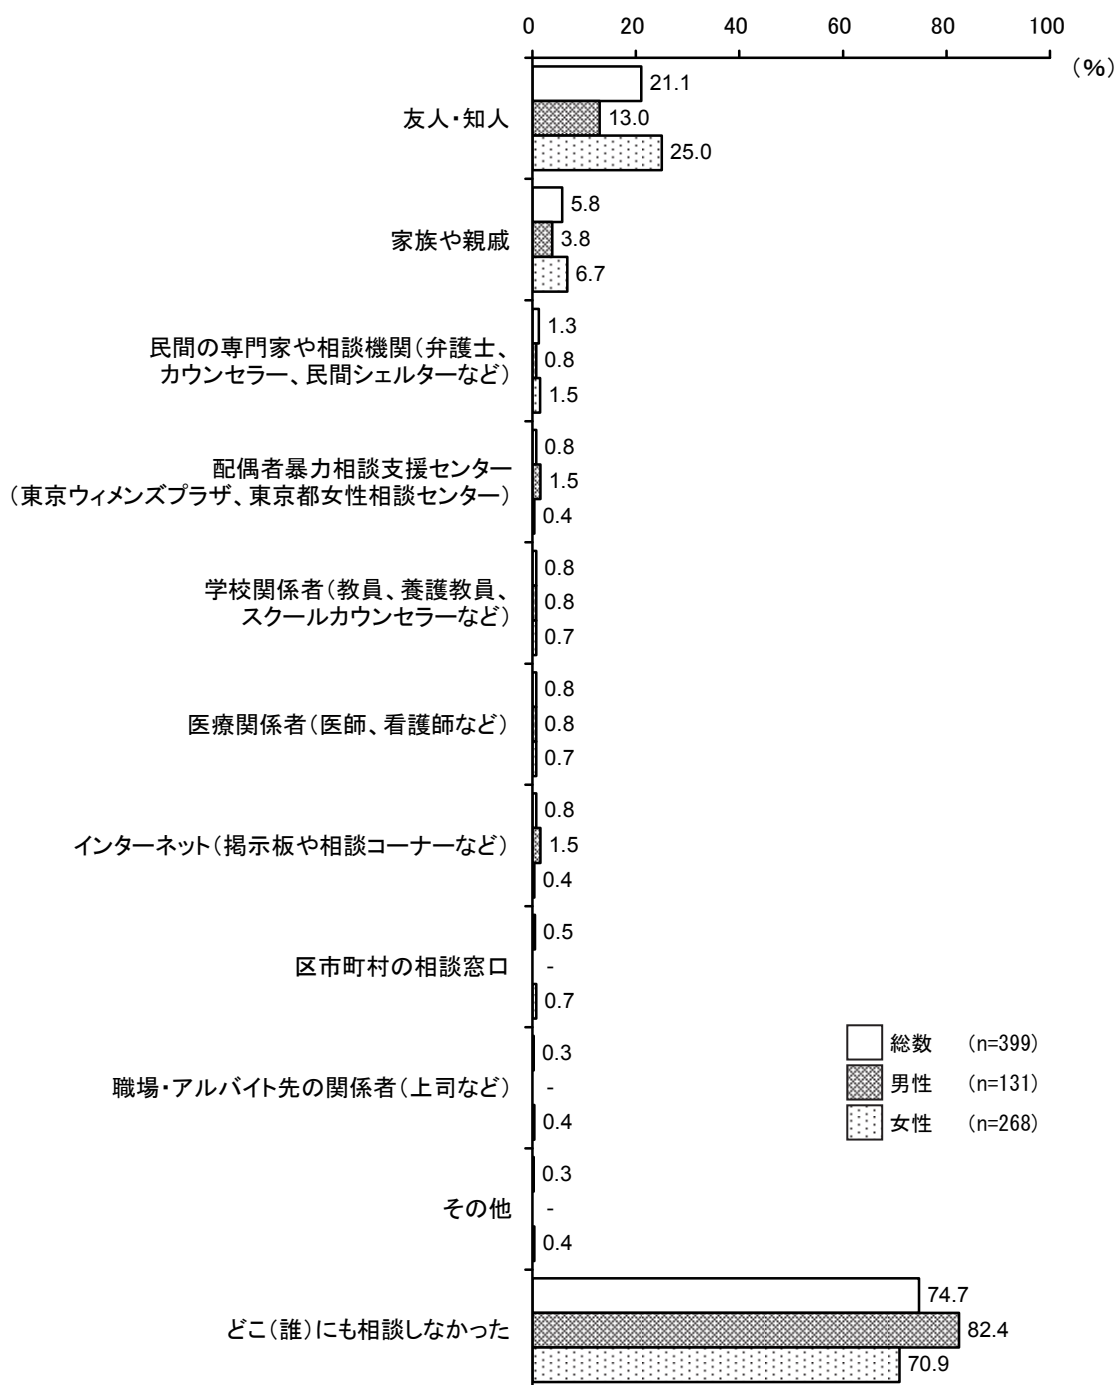 0 20 40 60 80 100
(%)
友人・知人
21.1
13.0
25.0
家族や親戚
5.8
3.8
6.7
民間の専門家や相談機関(弁護士、
カウンセラー、民間シェルターなど)
1.3
0.8
1.5
配偶者暴力相談支援センター
(東京ウィメンズプラザ、東京都女性相談センター)
0.8
1.5
0.4
学校関係者(教員、養護教員、
スクールカウンセラーなど)
0.8
0.8
0.7
医療関係者(医師、看護師など)
0.8
0.8
0.7
インターネット(掲示板や相談コーナーなど)
0.8
1.5
0.4
区市町村の相談窓口
0.5
-
0.7
職場・アルバイト先の関係者(上司など)
0.3
-
0.4
その他
0.3
-
0.4
どこ(誰)にも相談しなかった
74.7
82.4
70.9
総数 (n=399)
男性 (n=131)
女性 (n=268)